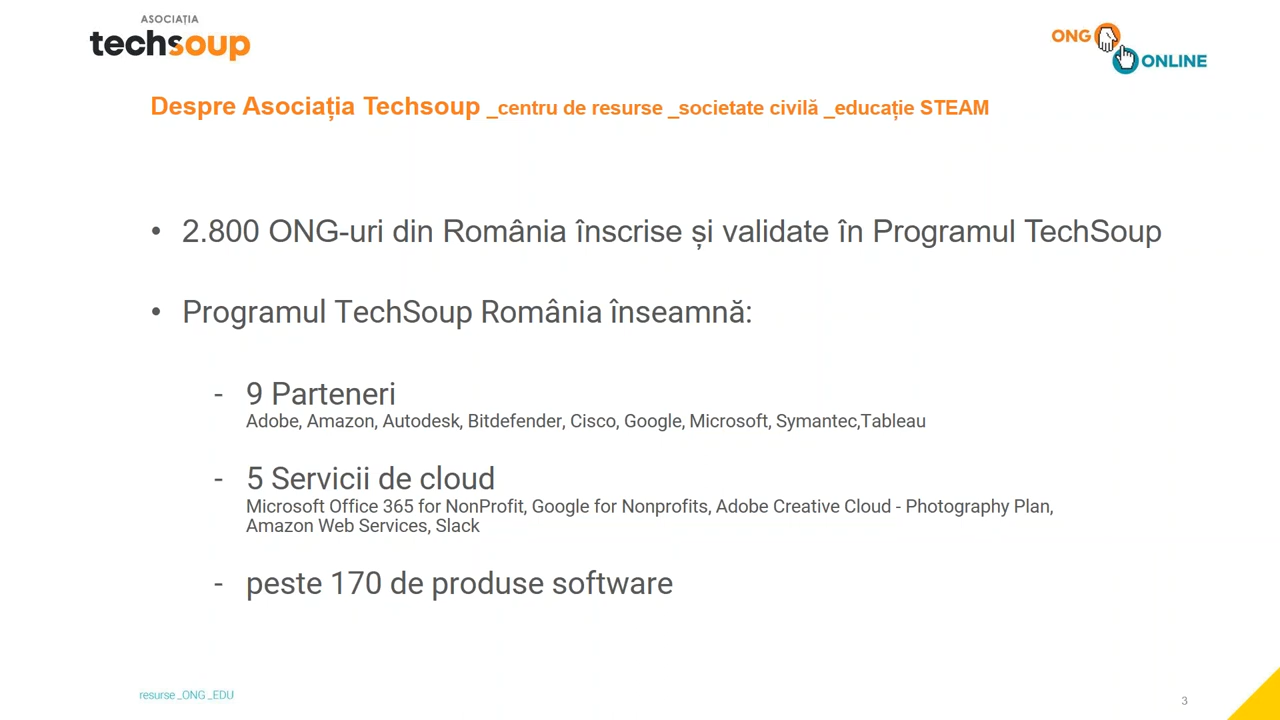 ASOCIAȚIA
techsoup
ONG
ONLINE
Despre Asociația Techsoup _centru de resurse _societate civilă _educație STEAM
• 2.800 ONG-uri din România înscrise și validate în Programul TechSoup
• Programul TechSoup România înseamnă:
- 9 Parteneri
Adobe, Amazon, Autodesk, Bitdefender, Cisco, Google, Microsoft, Symantec,Tableau
- 5 Servicii de cloud
Microsoft Office 365 for NonProfit, Google for Nonprofits, Adobe Creative Cloud - Photography Plan,
Amazon Web Services, Slack
- peste 170 de produse software
resurse _ONG _EDU
3